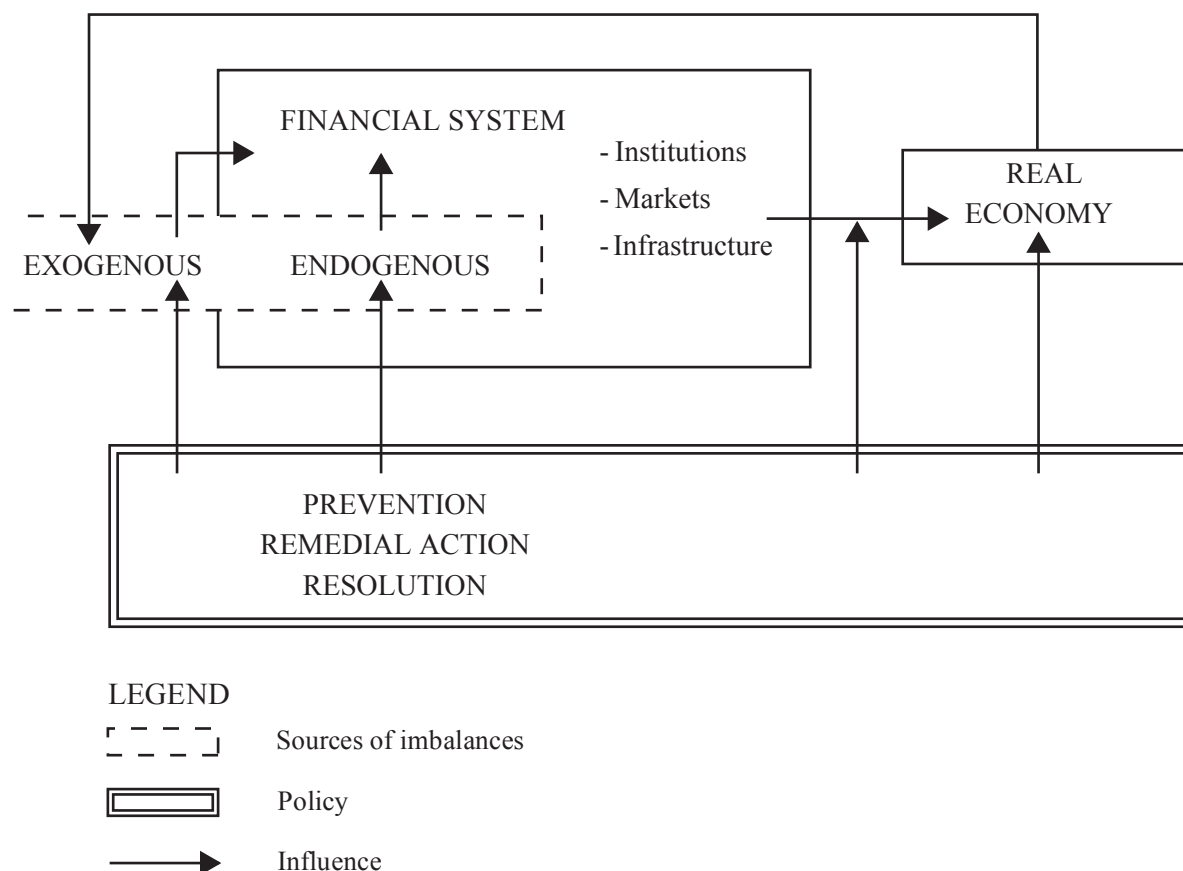 FINANCIAL SYSTEM
- Institutions
- Markets
- Infrastructure
REAL
ECONOMY
EXOGENOUS
ENDOGENOUS
PREVENTION
REMEDIAL ACTION
RESOLUTION
LEGEND
Sources of imbalances
Policy
Influence